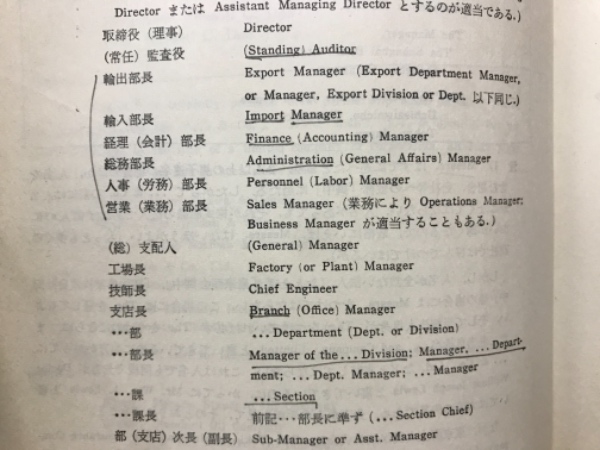 Director または Assistant Managing Director とするのが適当である.)
取締役(理事) Director
(常任)監査役 (Standing) Auditor
輸出部長 Export Manager (Export Department Manager,
or Manager, Export Division or Dept. 以下同じ.)
輸入部長 Import Manager
経理(会計)部長 Finance (Accounting) Manager
総務部長 Administration (General Affairs) Manager
人事(労務)部長 Personnel (Labor) Manager
営業(業務)部長 Sales Manager (業務により Operations Manager;
Business Manager が適当することもある.)
(総)支配人 (General) Manager
工場長 Factory (or Plant) Manager
技師長 Chief Engineer
支店長 Branch (Office) Manager
…部 ...Department (Dept. or Division)
…部長 Manager of the ... Division; Manager, ... Depart-
ment; ... Dept. Manager; ... Manager
…課 ... Section
…課長 前記…部長に準ず (... Section Chief)
部(支店)次長(副長) Sub-Manager or Asst. Manager